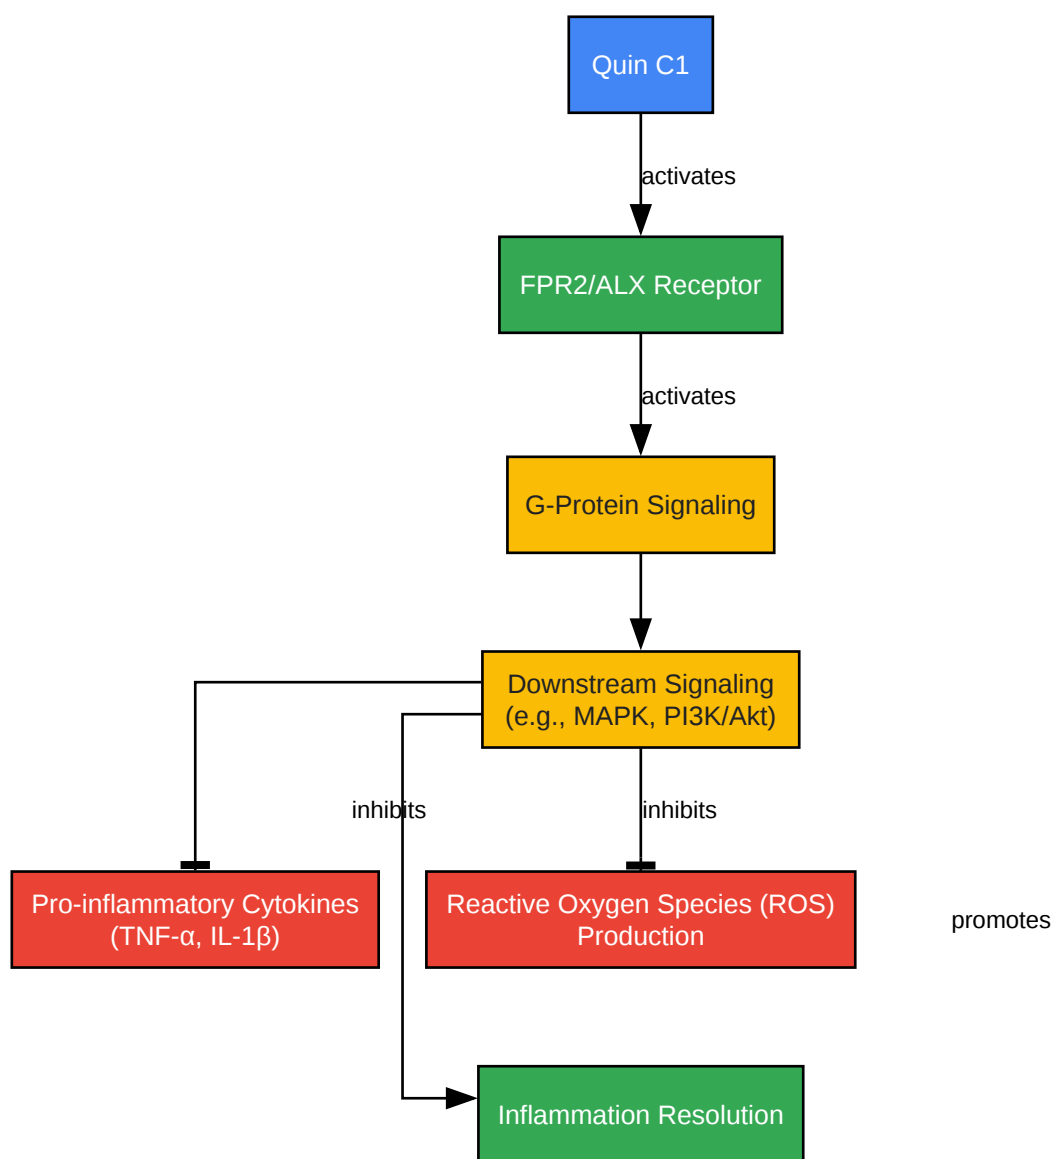 Quin C1
activates
FPR2/ALX Receptor
activates
G-Protein Signaling
Downstream Signaling
(e.g., MAPK, PI3K/Akt)
inhibits
inhibits
Pro-inflammatory Cytokines
(TNF-α, IL-1β)
Reactive Oxygen Species (ROS)
Production
promotes
Inflammation Resolution